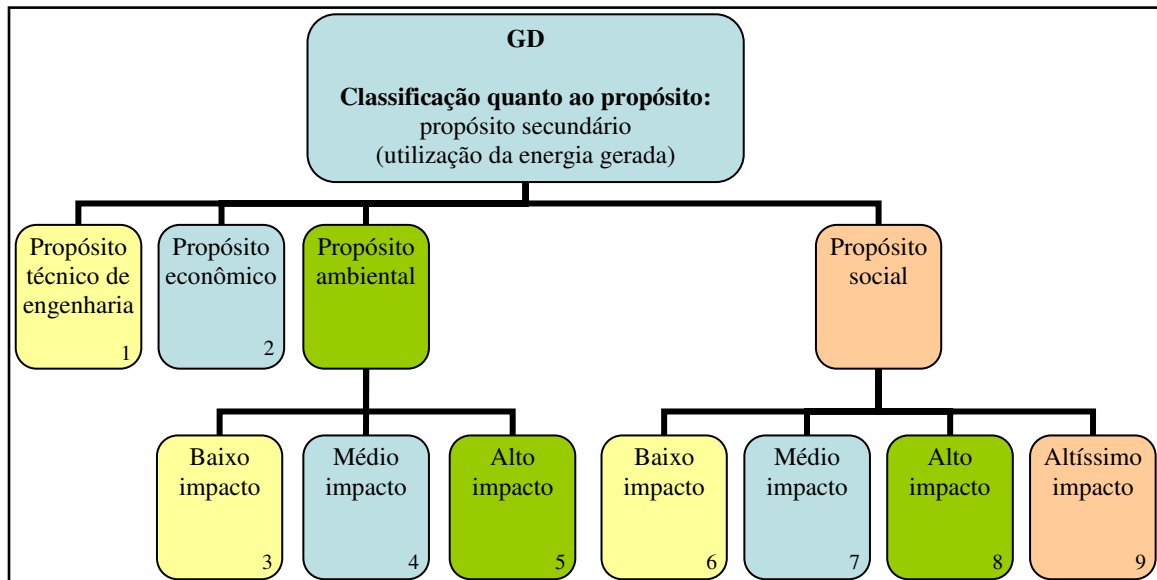 GD
Classificação quanto ao propósito:
propósito secundário
(utilização da energia gerada)
Propósito
técnico de
engenharia
1
Propósito
econômico
2
Propósito
ambiental
Propósito
social
Baixo
impacto
3
Médio
impacto
4
Alto
impacto
5
Baixo
impacto
6
Médio
impacto
7
Alto
impacto
8
Altíssimo
impacto
9